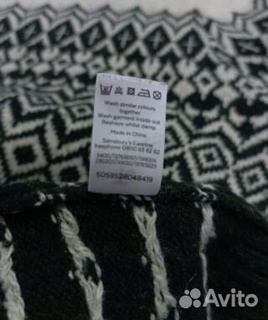 Wash similar colours
together
Wash garment inside out
Reshape whilst damp
Made in China.
Sainsbury's Careline
freephone 0800 63 62 62
5059528048419
Avito